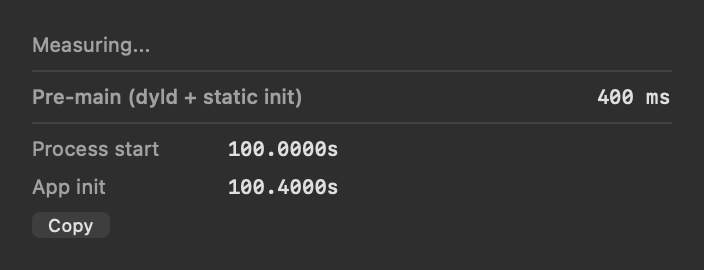 Measuring...
Pre-main (dyld + static init) 400 ms
Process start 100.0000s
App init 100.4000s
Copy